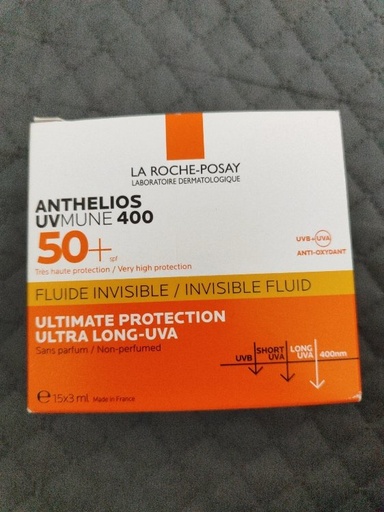 LA ROCHE-POSAY
LABORATOIRE DERMATOLOGIQUE
ANTHELIOS
UVMUNE 400
50+ SPF
Très haute protection / Very high protection
UVB+UVA
ANTI-OXYDANT
FLUIDE INVISIBLE / INVISIBLE FLUID
ULTIMATE PROTECTION
ULTRA LONG-UVA
Sans parfum / Non-perfumed
UVB
SHORT UVA
LONG UVA
400nm
℮ 15x3 ml Made in France